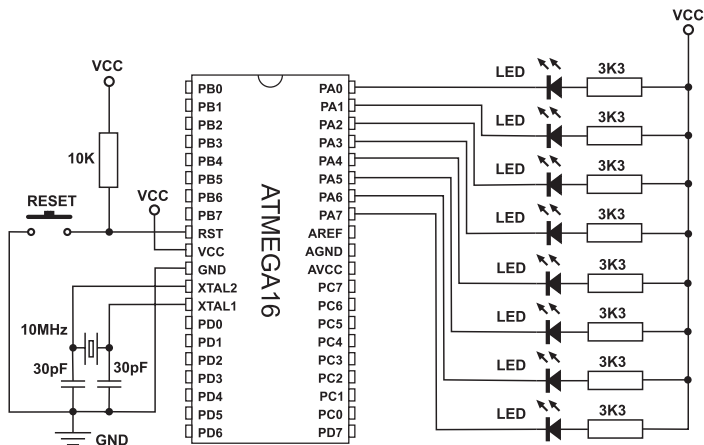 VCC
VCC
10K
RESET
VCC
10MHz
30pF
30pF
GND
ATMEGA16
PB0
PB1
PB2
PB3
PB4
PB5
PB6
PB7
RST
VCC
GND
XTAL2
XTAL1
PD0
PD1
PD2
PD3
PD4
PD5
PD6
PA0
PA1
PA2
PA3
PA4
PA5
PA6
PA7
AREF
AGND
AVCC
PC7
PC6
PC5
PC4
PC3
PC2
PC1
PC0
PD7
LED 3K3
LED 3K3
LED 3K3
LED 3K3
LED 3K3
LED 3K3
LED 3K3
LED 3K3